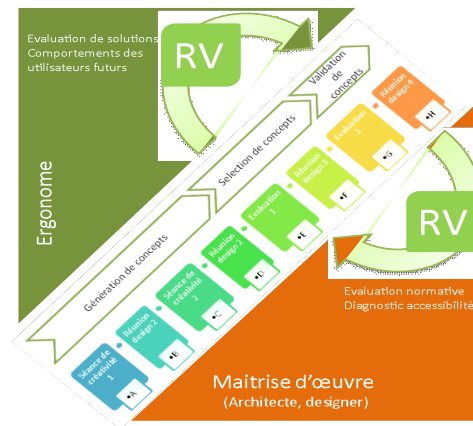 Evaluation de solutions
Comportements des
utilisateurs futurs
RV
Ergonome
Génération de concepts
Selection de concepts
Validation
de
concepts
Séance de
créativité
1
•A
Réunion
design 2
•B
Séance de
créativité
2
•C
Réunion
design 2
•D
Evaluation
1
•E
Réunion
design 3
•F
Evaluation
2
•G
Réunion
design 4
•H
RV
Evaluation normative
Diagnostic accessibilité
Maitrise d’œuvre
(Architecte, designer)